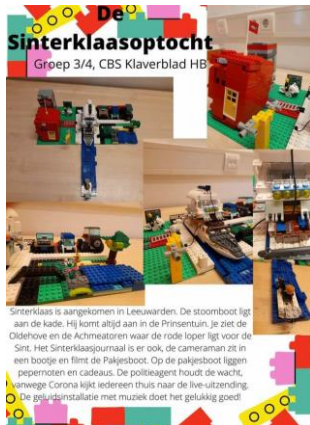 De
Sinterklaasoptocht
Groep 3/4, CBS Klaverblad HB
Sinterklaas is aangekomen in Leeuwarden. De stoomboot ligt
aan de kade. Hij komt altijd aan in de Prinsentuin. Je ziet de
Oldehove en de Achmeatoren waar de rode loper ligt voor de
Sint. Het Sinterklaasjournaal is er ook, de cameraman zit in
een bootje en filmt de Pakjesboot. Op de pakjesboot liggen
pepernoten en cadeaus. De politieagent houdt de wacht,
vanwege Corona kijkt iedereen thuis naar de live-uitzending.
De geluidsinstallatie met muziek doet het gelukkig goed!